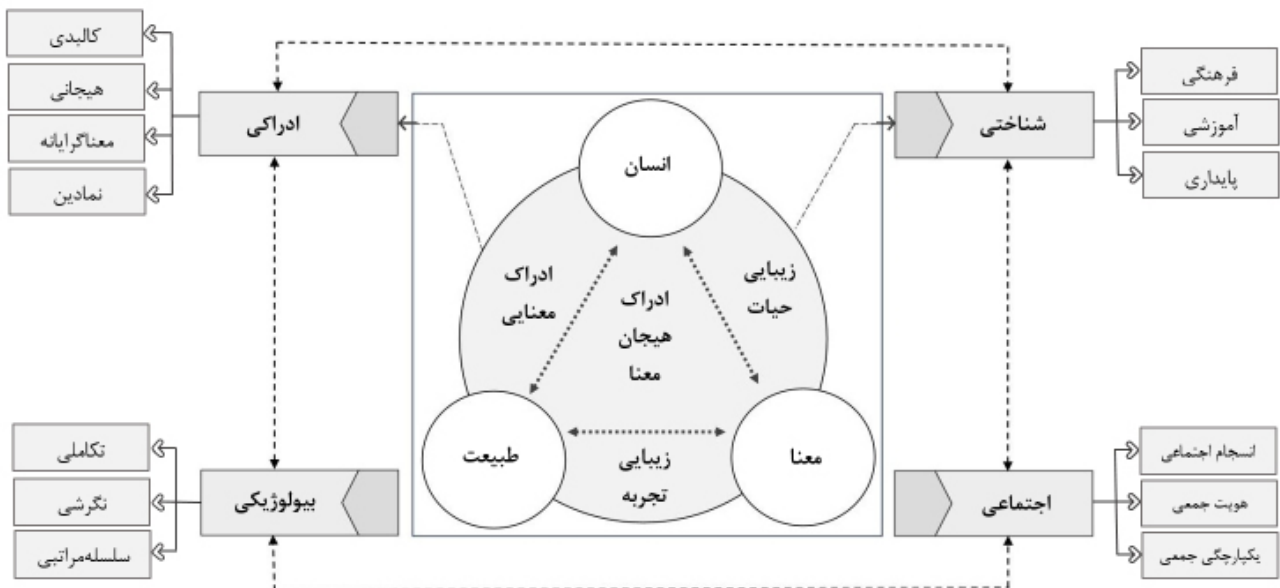 کالبدی
هیجانی
معناگرایانه
نمادین
ادراکی
شناختی
فرهنگی
آموزشی
پایداری
انسان
ادراک
معنایی
ادراک
هیجان
معنا
زیبایی
حیات
طبیعت
زیبایی
تجربه
معنا
تکاملی
نگرشی
سلسله‌مراتبی
بیولوژیکی
اجتماعی
انسجام اجتماعی
هویت جمعی
یکپارچگی جمعی